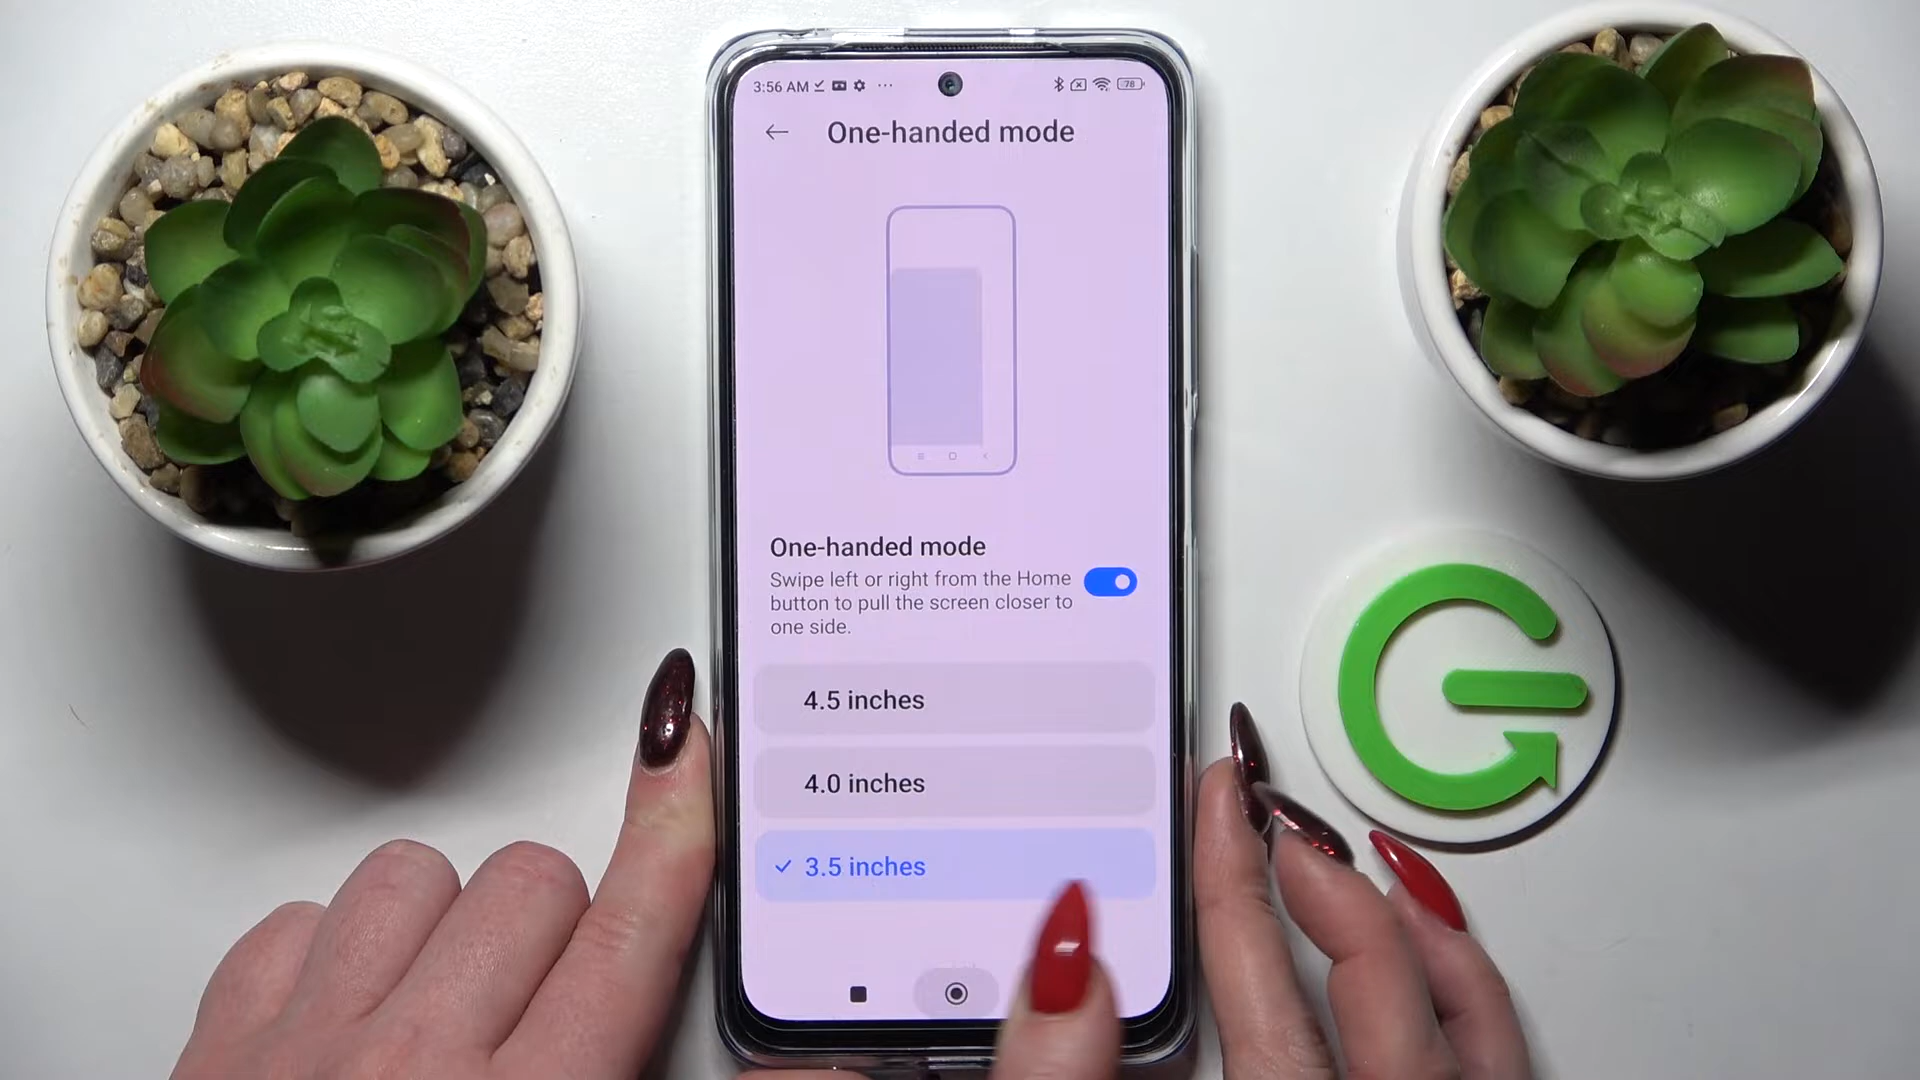 3:56 AM
78
One-handed mode
One-handed mode
Swipe left or right from the Home
button to pull the screen closer to
one side.
4.5 inches
4.0 inches
3.5 inches